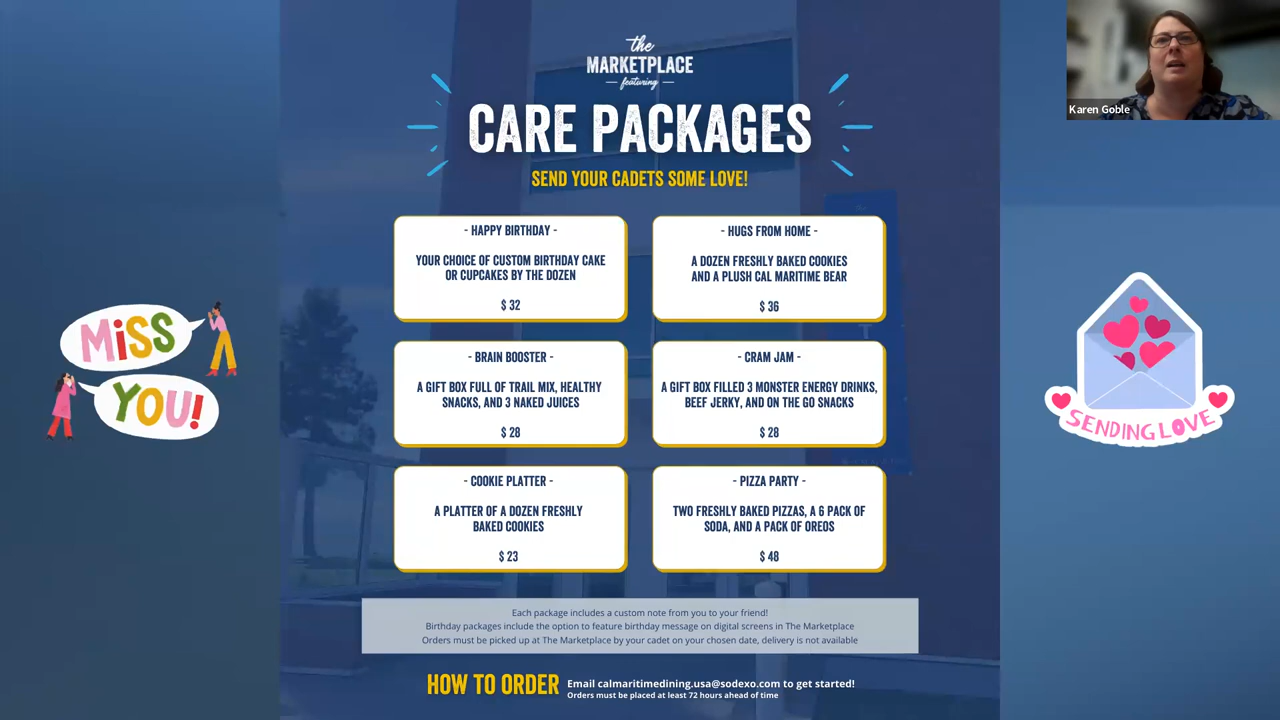 the
MARKETPLACE
— featuring —
CARE PACKAGES
SEND YOUR CADETS SOME LOVE!
Karen Goble
- HAPPY BIRTHDAY -
YOUR CHOICE OF CUSTOM BIRTHDAY CAKE
OR CUPCAKES BY THE DOZEN
$ 32
- HUGS FROM HOME -
A DOZEN FRESHLY BAKED COOKIES
AND A PLUSH CAL MARITIME BEAR
$ 36
MISS
YOU!
- BRAIN BOOSTER -
A GIFT BOX FULL OF TRAIL MIX, HEALTHY
SNACKS, AND 3 NAKED JUICES
$ 28
- CRAM JAM -
A GIFT BOX FILLED 3 MONSTER ENERGY DRINKS,
BEEF JERKY, AND ON THE GO SNACKS
$ 28
SENDING LOVE
- COOKIE PLATTER -
A PLATTER OF A DOZEN FRESHLY
BAKED COOKIES
$ 23
- PIZZA PARTY -
TWO FRESHLY BAKED PIZZAS, A 6 PACK OF
SODA, AND A PACK OF OREOS
$ 48
Each package includes a custom note from you to your friend!
Birthday packages include the option to feature birthday message on digital screens in The Marketplace
Orders must be picked up at The Marketplace by your cadet on your chosen date, delivery is not available
HOW TO ORDER
Email calmaritimedining.usa@sodexo.com to get started!
Orders must be placed at least 72 hours ahead of time